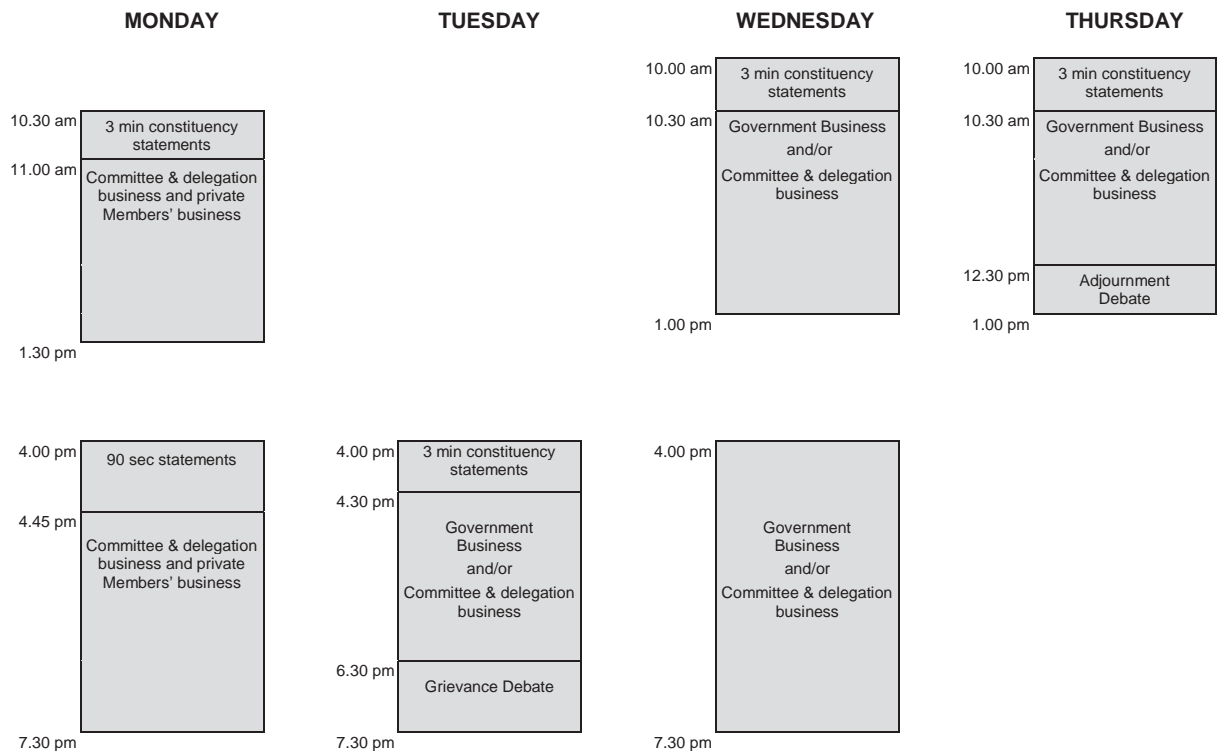 MONDAY
10.30 am
3 min constituency
statements
11.00 am
Committee & delegation
business and private
Members’ business
1.30 pm
4.00 pm
90 sec statements
4.45 pm
Committee & delegation
business and private
Members’ business
7.30 pm
TUESDAY
4.00 pm
3 min constituency
statements
4.30 pm
Government
Business
and/or
Committee & delegation
business
6.30 pm
Grievance Debate
7.30 pm
WEDNESDAY
10.00 am
3 min constituency
statements
10.30 am
Government Business
and/or
Committee & delegation
business
1.00 pm
4.00 pm
Government
Business
and/or
Committee & delegation
business
7.30 pm
THURSDAY
10.00 am
3 min constituency
statements
10.30 am
Government Business
and/or
Committee & delegation
business
12.30 pm
Adjournment
Debate
1.00 pm